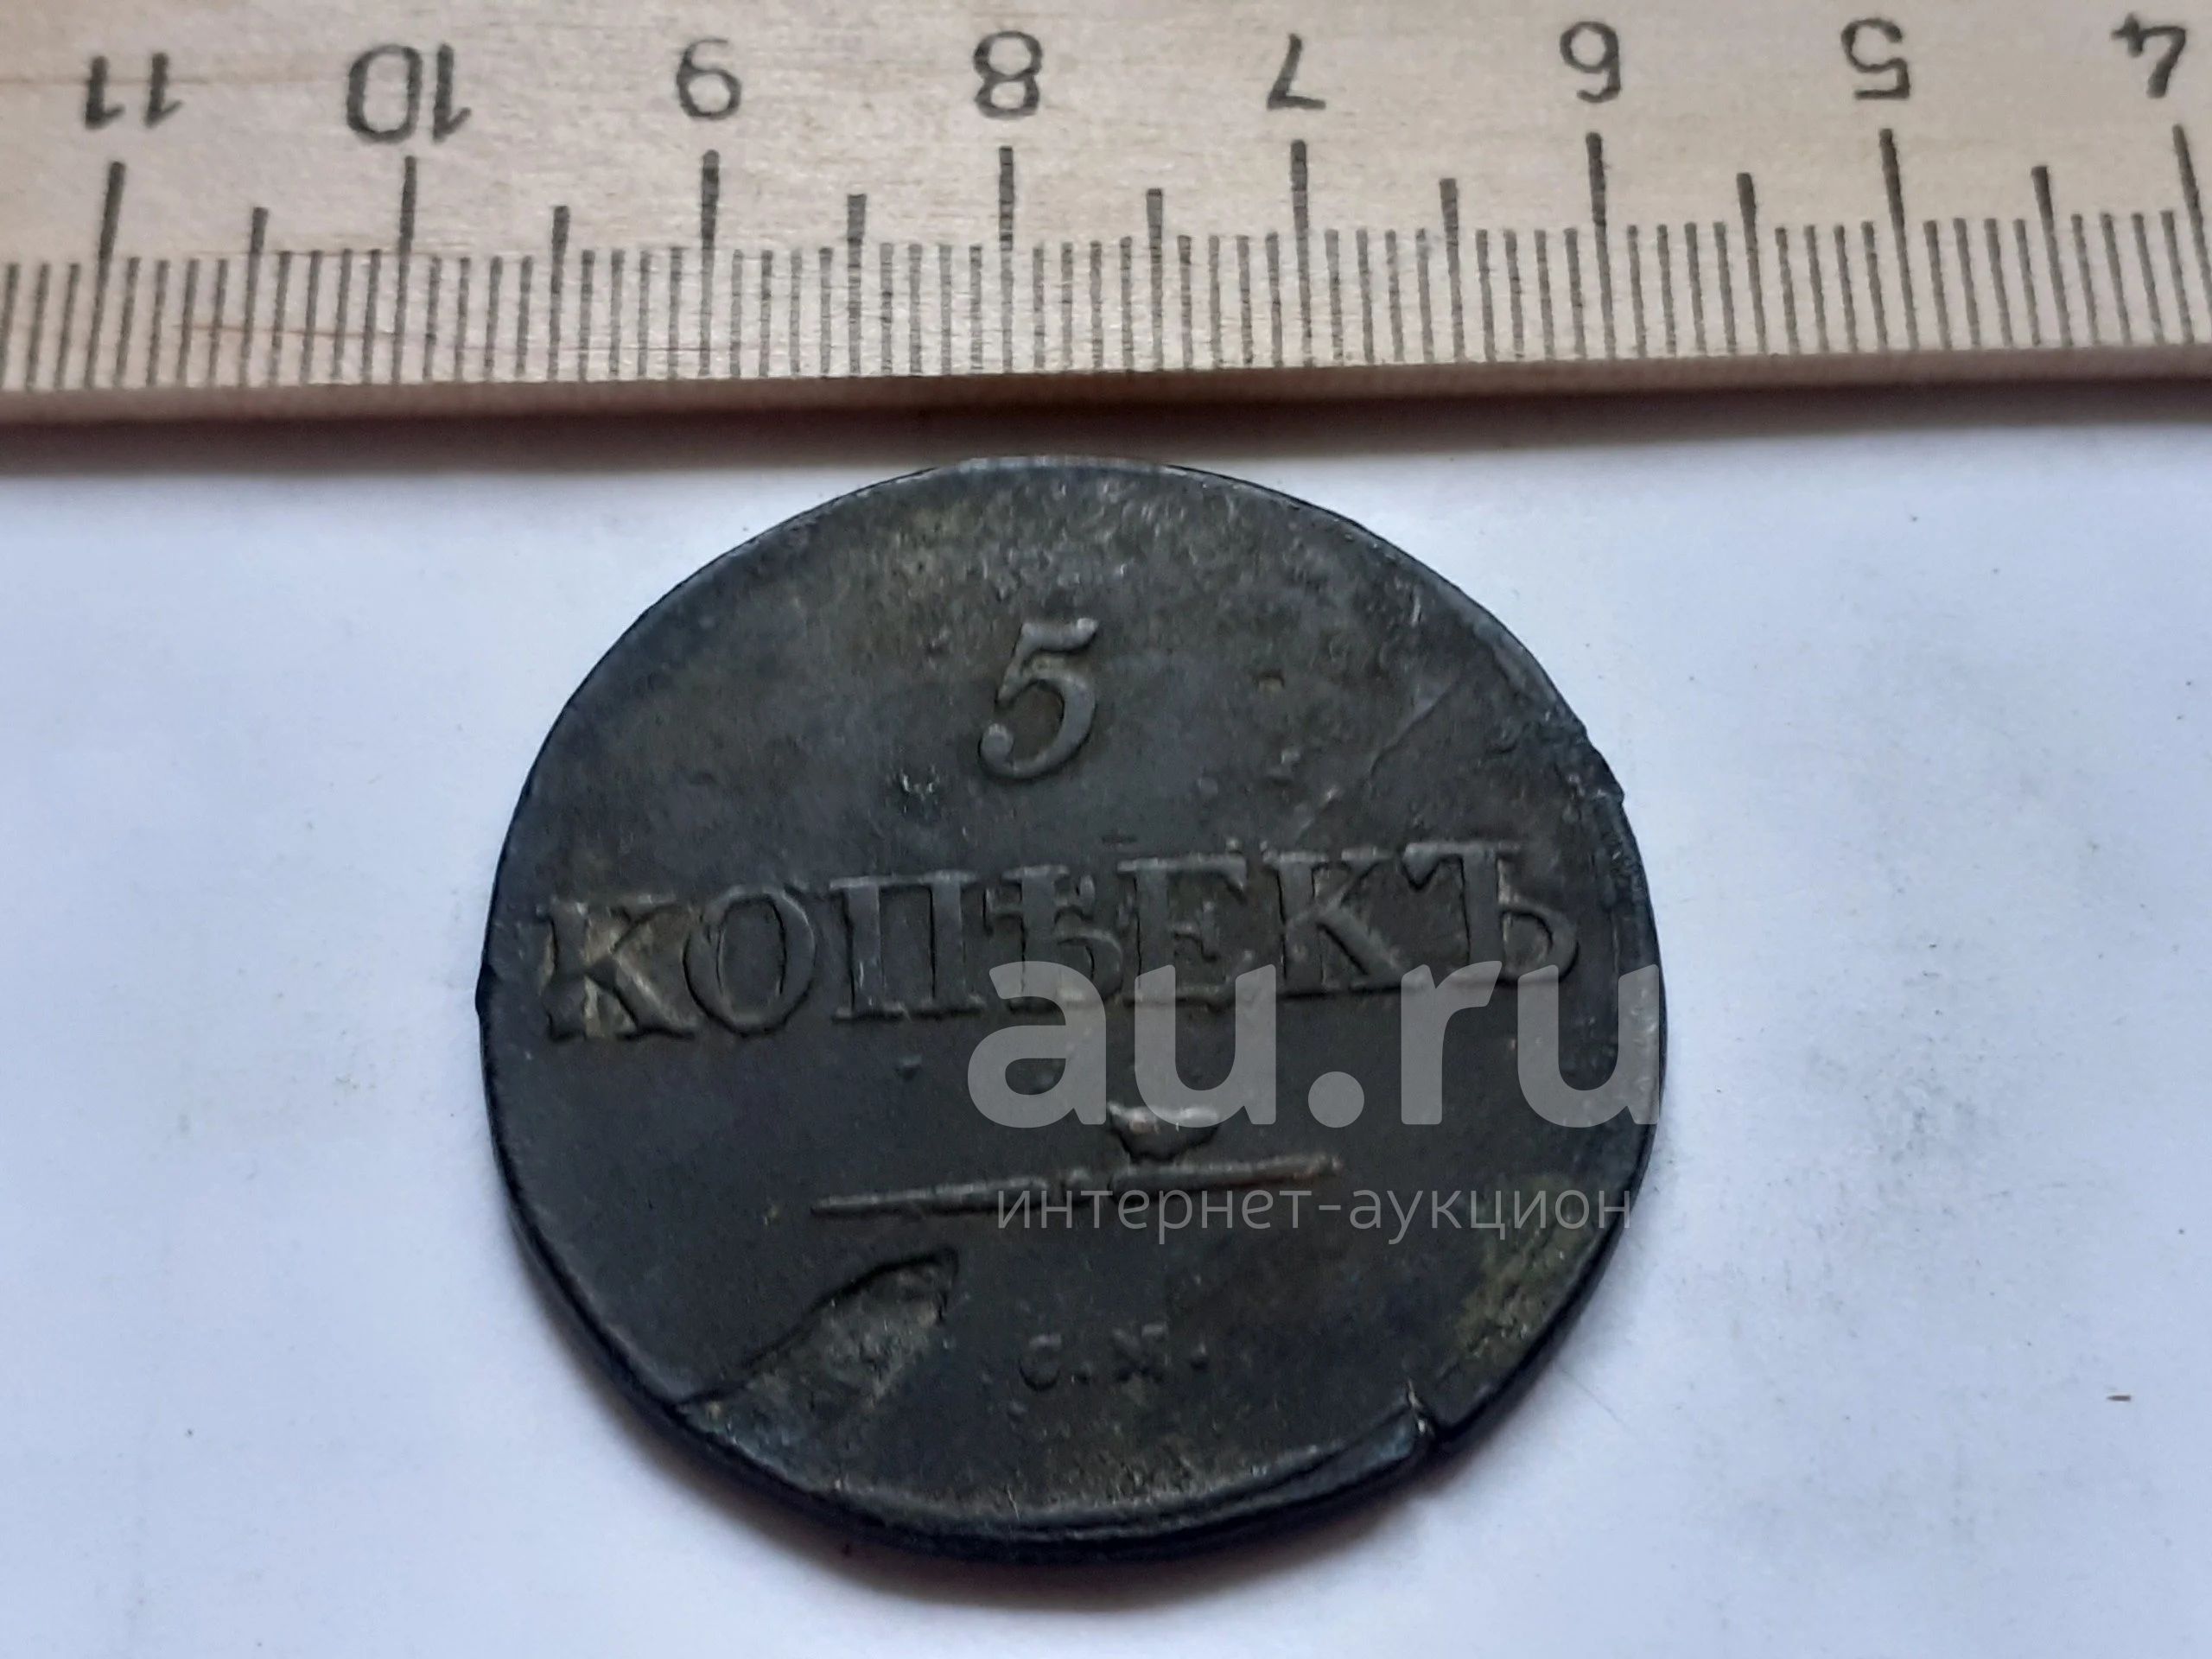 11 10 9 8 7 6 5 4
5
КОПѢЕКЪ
С.М.
au.ru
интернет-аукцион